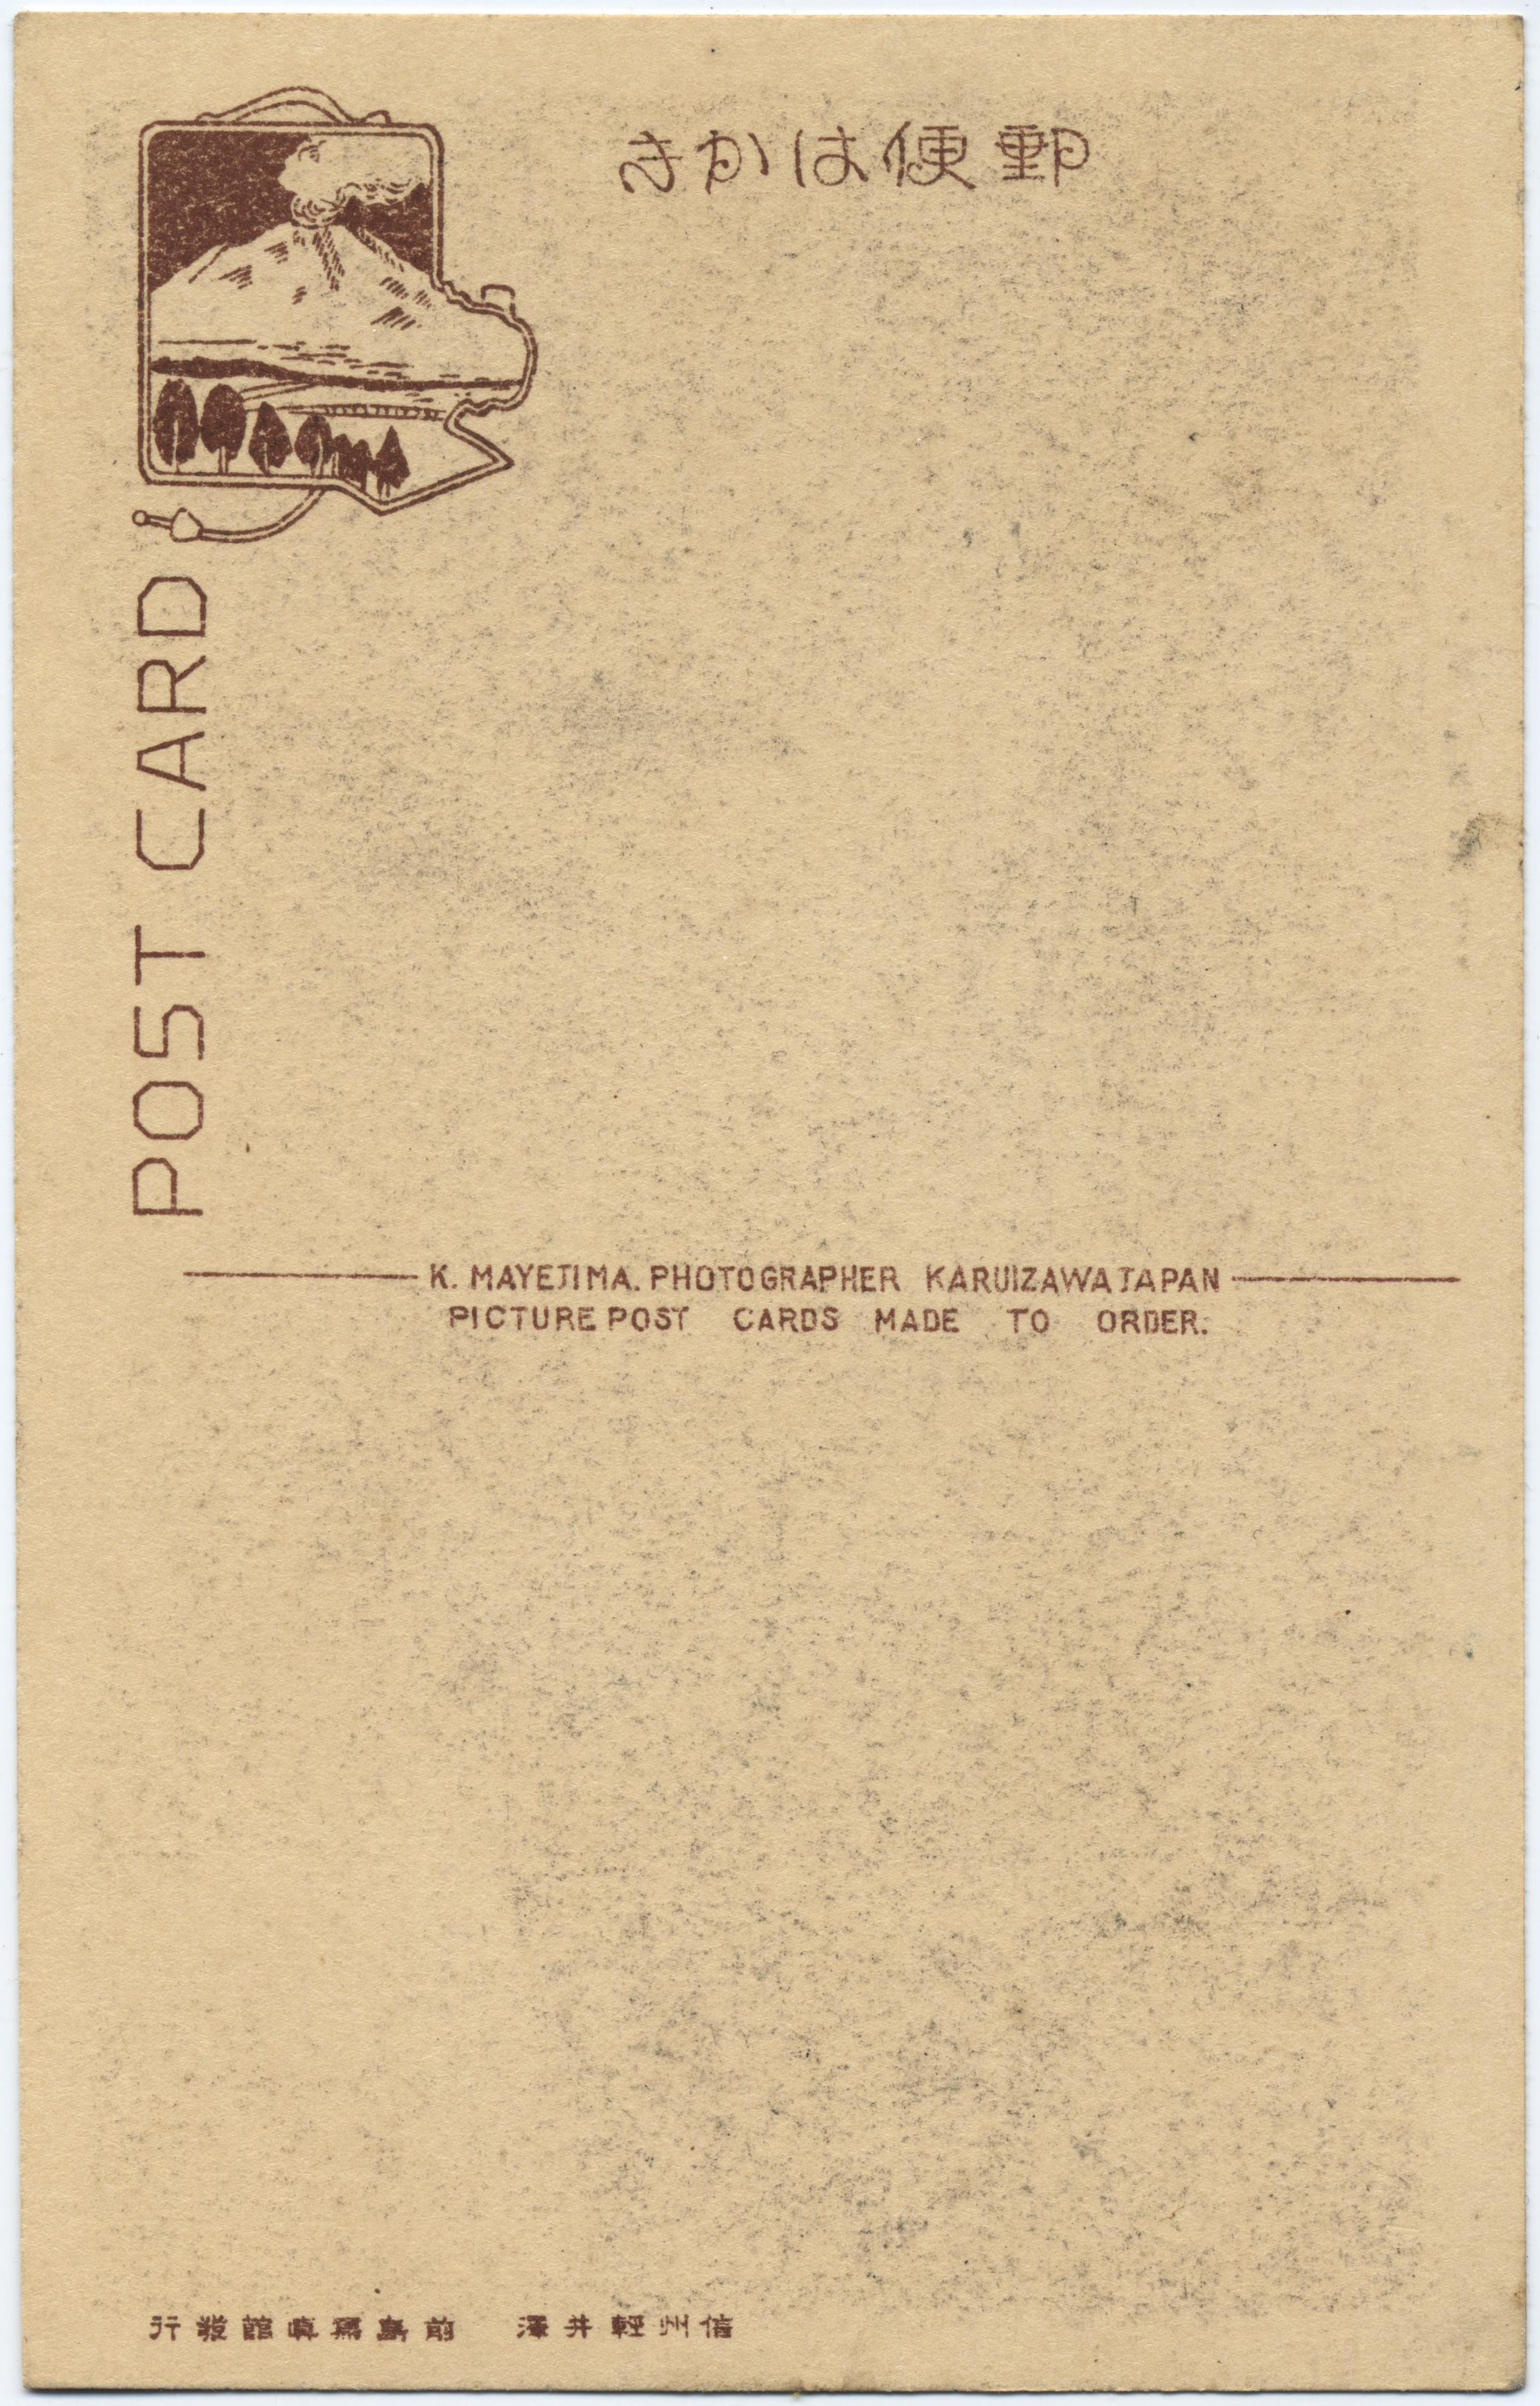 郵便はかき
POST CARD
K. MAYEJIMA. PHOTOGRAPHER KARUIZAWA JAPAN
PICTURE POST CARDS MADE TO ORDER.
信州輕井澤 前島寫眞館發行